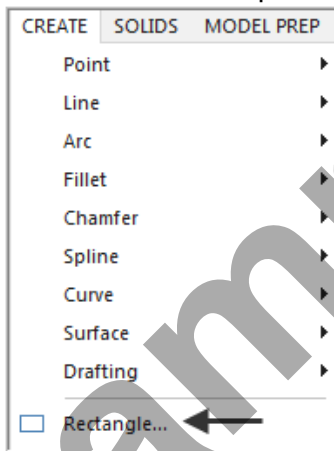 CREATE SOLIDS MODEL PREP
Point
Line
Arc
Fillet
Chamfer
Spline
Curve
Surface
Drafting
Rectangle...